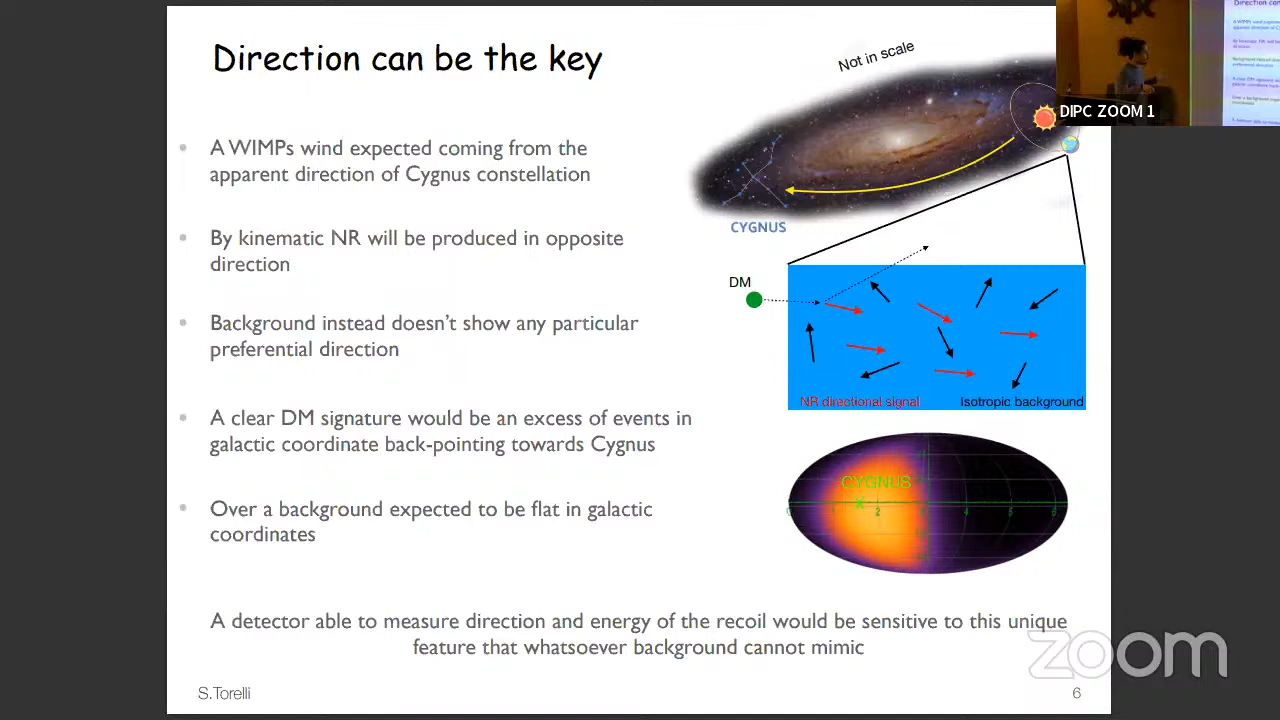 Direction can be the key
Not in scale
DIPC ZOOM 1
A WIMPs wind expected coming from the
apparent direction of Cygnus constellation
CYGNUS
By kinematic NR will be produced in opposite
direction
DM
Background instead doesn't show any particular
preferential direction
NR directional signal
Isotropic background
A clear DM signature would be an excess of events in
galactic coordinate back-pointing towards Cygnus
CYGNUS
2
4
5
Over a background expected to be flat in galactic
coordinates
A detector able to measure direction and energy of the recoil would be sensitive to this unique
feature that whatsoever background cannot mimic
zoom
S.Torelli
6